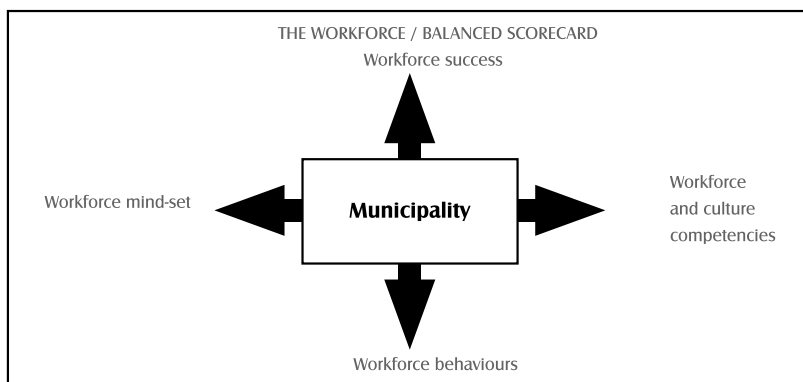 THE WORKFORCE / BALANCED SCORECARD
Workforce success
Workforce mind-set
Municipality
Workforce
and culture
competencies
Workforce behaviours